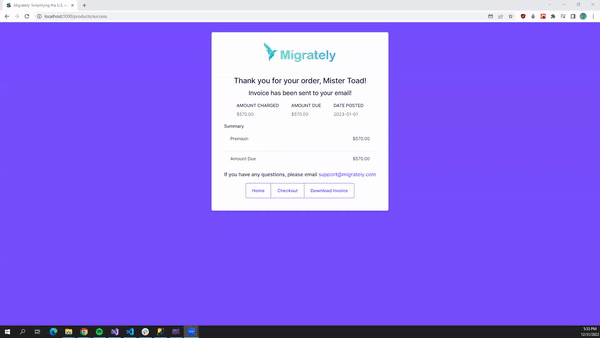 Migrately: Simplifying the U.S.
localhost:3000/products/success
Migrately
Thank you for your order, Mister Toad!
Invoice has been sent to your email!
AMOUNT CHARGED AMOUNT DUE DATE POSTED
$570.00 $570.00 2023-01-01
Summary
Premium $570.00
Amount Due $570.00
If you have any questions, please email support@migrately.com
Home Checkout Download Invoice
5:33 PM
12/31/2022